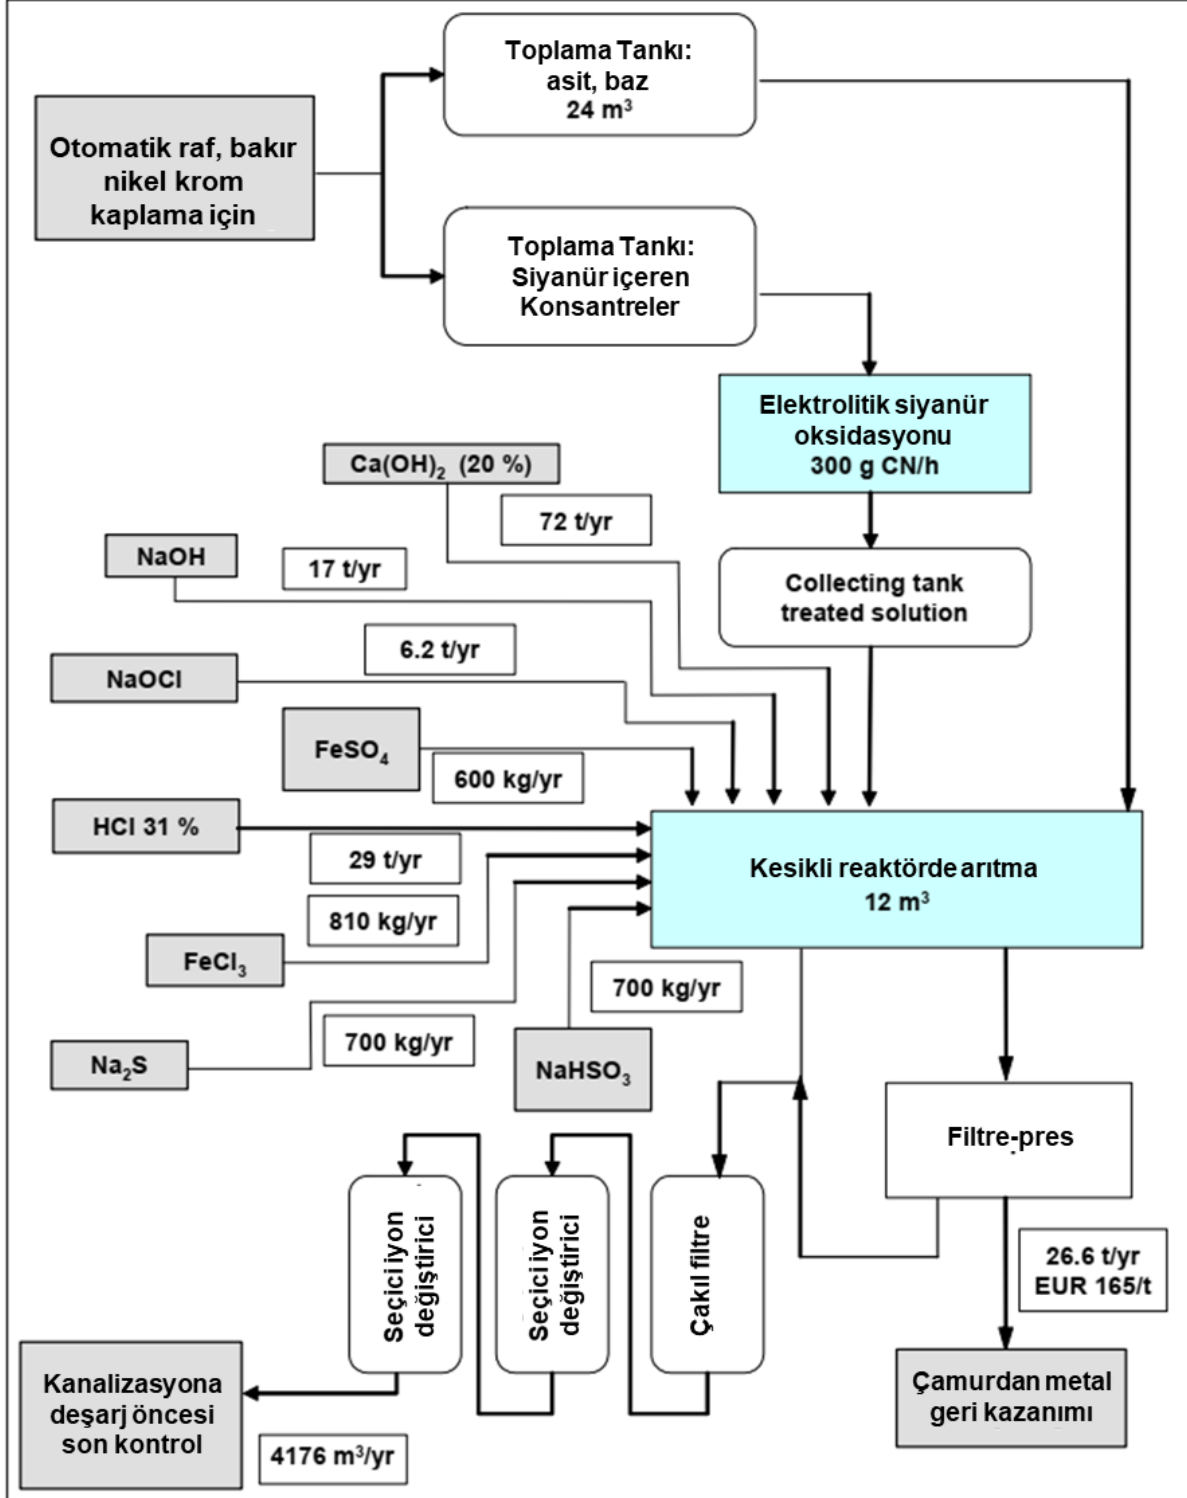 Toplama Tankı:
asit, baz
24 m³
Otomatik raf, bakır
nikel krom
kaplama için
Toplama Tankı:
Siyanür içeren
Konsantreler
Elektrolitik siyanür
oksidasyonu
300 g CN/h
Ca(OH)₂ (20 %)
72 t/yr
NaOH
17 t/yr
Collecting tank
treated solution
6.2 t/yr
NaOCl
FeSO₄
600 kg/yr
HCl 31 %
29 t/yr
Kesikli reaktörde arıtma
12 m³
810 kg/yr
FeCl₃
700 kg/yr
700 kg/yr
Na₂S
NaHSO₃
Filtre-pres
Seçici iyon
değiştirici
Seçici iyon
değiştirici
Çakıl filtre
26.6 t/yr
EUR 165/t
Kanalizasyona
deşarj öncesi
son kontrol
4176 m³/yr
Çamurdan metal
geri kazanımı